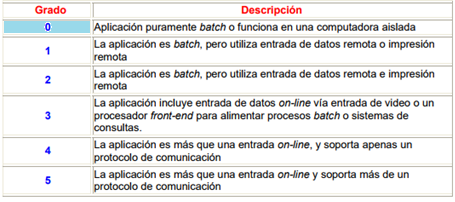 Grado Descripción
0 Aplicación puramente batch o funciona en una computadora aislada
1 La aplicación es batch, pero utiliza entrada de datos remota o impresión
remota
2 La aplicación es batch, pero utiliza entrada de datos remota e impresión
remota
3 La aplicación incluye entrada de datos on-line vía entrada de video o un
procesador front-end para alimentar procesos batch o sistemas de
consultas.
4 La aplicación es más que una entrada on-line, y soporta apenas un
protocolo de comunicación
5 La aplicación es más que una entrada on-line y soporta más de un
protocolo de comunicación